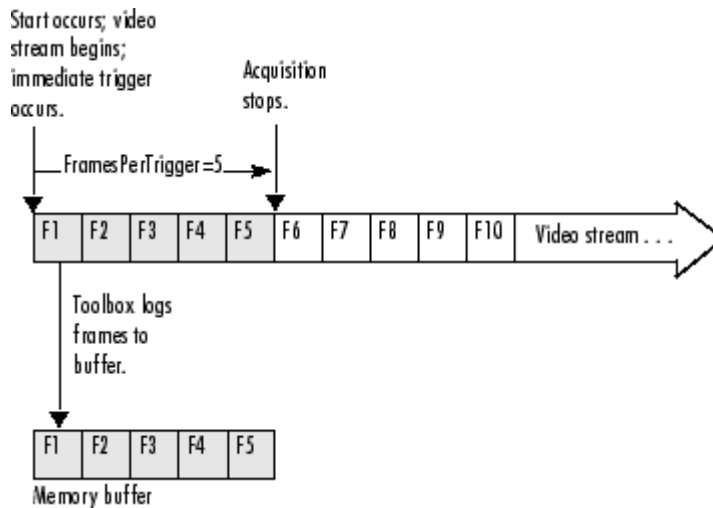 Start occurs; video
stream begins;
immediate trigger
occurs.
Acquisition
stops.
FramesPerTrigger=5
F1 F2 F3 F4 F5 F6 F7 F8 F9 F10 Video stream . . .
Toolbox logs
frames to
buffer.
F1 F2 F3 F4 F5
Memory buffer